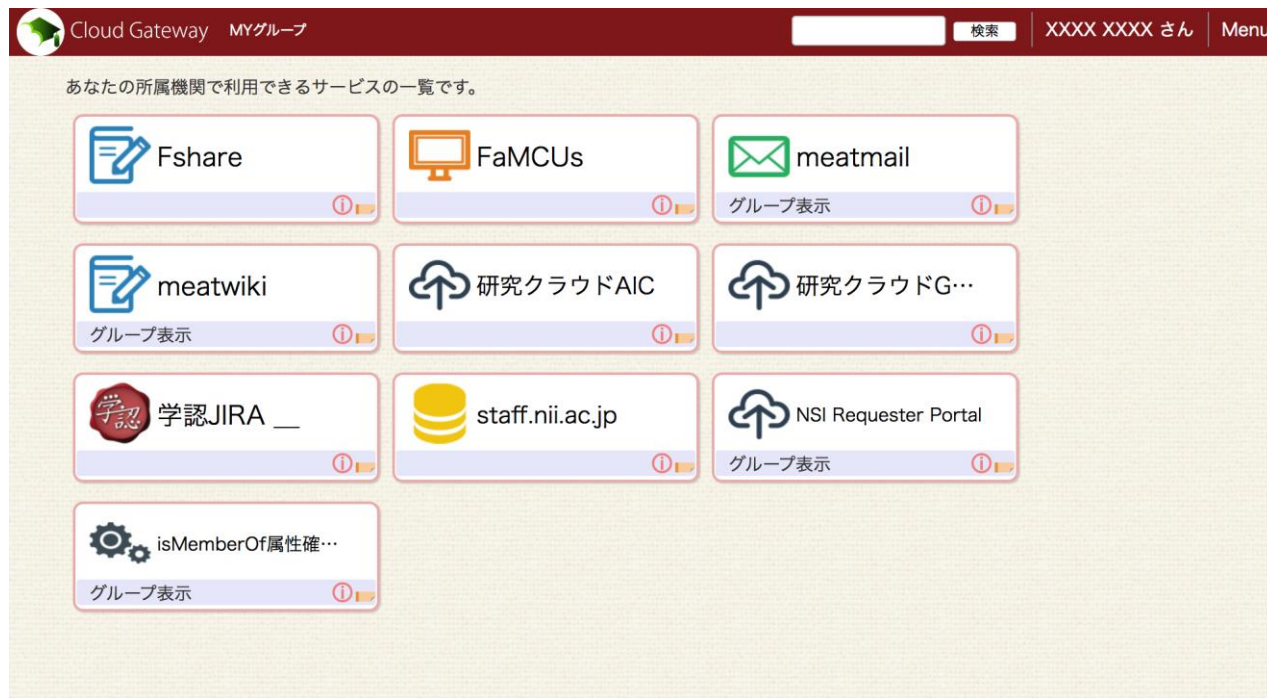 Cloud Gateway MYグループ 検索 XXXX XXXX さん Menu
あなたの所属機関で利用できるサービスの一覧です。
Fshare
FaMCUs
meatmail
グループ表示
meatwiki
グループ表示
研究クラウドAIC
研究クラウドG…
学認
学認JIRA __
staff.nii.ac.jp
NSI Requester Portal
グループ表示
isMemberOf属性確…
グループ表示